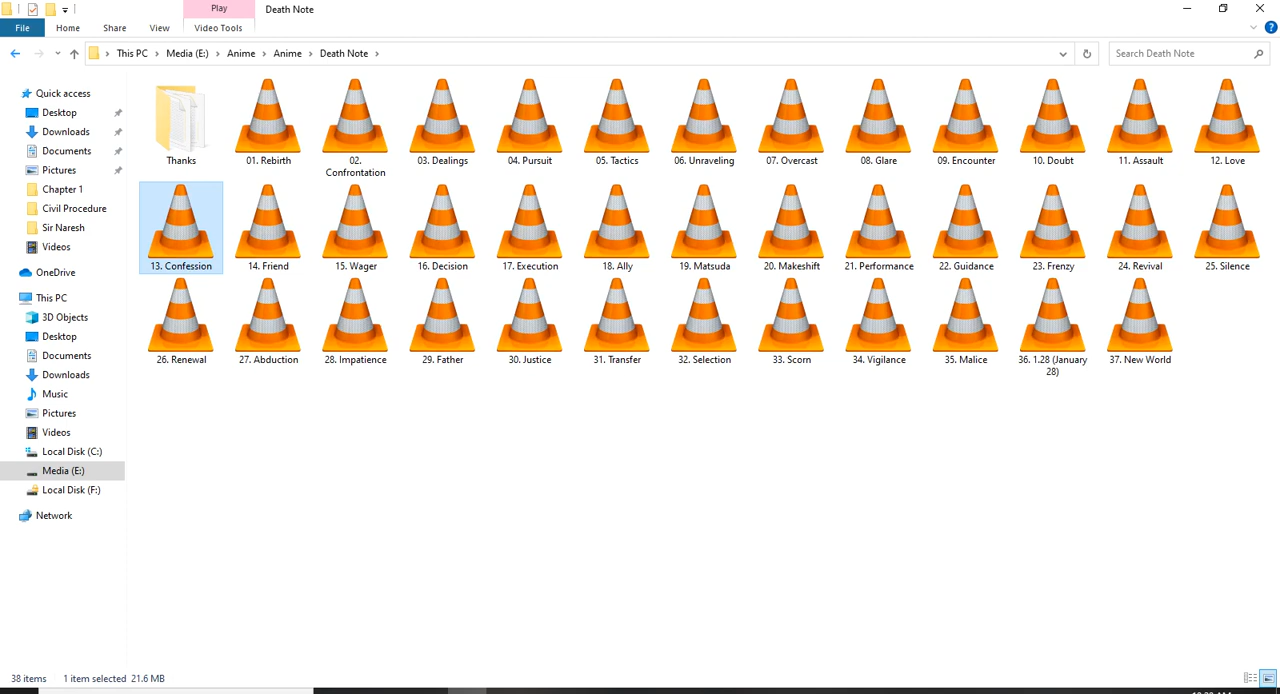 Play
Death Note
File
Home
Share
View
Video Tools
This PC
Media (E:)
Anime
Anime
Death Note
Search Death Note
Quick access
Desktop
Downloads
Documents
Pictures
Chapter 1
Civil Procedure
Sir Naresh
Videos
OneDrive
This PC
3D Objects
Desktop
Documents
Downloads
Music
Pictures
Videos
Local Disk (C:)
Media (E:)
Local Disk (F:)
Network
Thanks
01. Rebirth
02.
Confrontation
03. Dealings
04. Pursuit
05. Tactics
06. Unraveling
07. Overcast
08. Glare
09. Encounter
10. Doubt
11. Assault
12. Love
13. Confession
14. Friend
15. Wager
16. Decision
17. Execution
18. Ally
19. Matsuda
20. Makeshift
21. Performance
22. Guidance
23. Frenzy
24. Revival
25. Silence
26. Renewal
27. Abduction
28. Impatience
29. Father
30. Justice
31. Transfer
32. Selection
33. Scorn
34. Vigilance
35. Malice
36. 1.28 (January
28)
37. New World
38 items
1 item selected 21.6 MB